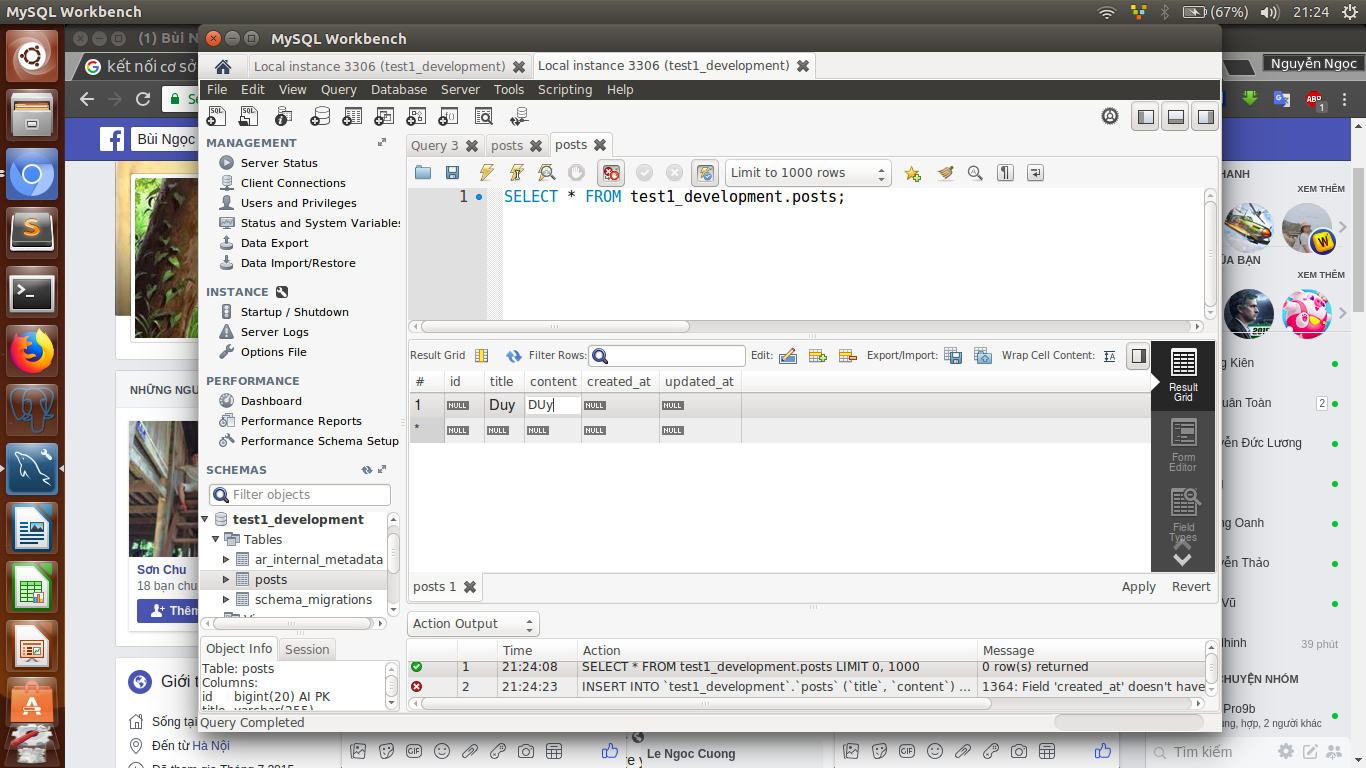 MySQL Workbench
(67%)
21:24
(1) Bùi N
MySQL Workbench
kết nối cơ sở
Local instance 3306 (test1_development)
Local instance 3306 (test1_development)
Nguyễn Ngọc
File Edit View Query Database Server Tools Scripting Help
ABP
1
Bùi Ngọc
MANAGEMENT
Server Status
Client Connections
Users and Privileges
Status and System Variables
Data Export
Data Import/Restore
INSTANCE
Startup / Shutdown
Server Logs
Options File
PERFORMANCE
Dashboard
Performance Reports
Performance Schema Setup
SCHEMAS
Filter objects
test1_development
Tables
ar_internal_metadata
posts
schema_migrations
Object Info Session
Table: posts
Columns:
id bigint(20) AI PK
title varchar(255)
Query Completed
Query 3 posts posts
Limit to 1000 rows
1 SELECT * FROM test1_development.posts;
Result Grid Filter Rows: Edit: Export/Import: Wrap Cell Content:
# id title content created_at updated_at
1 NULL Duy DUy NULL NULL
* NULL NULL NULL NULL NULL
Result
Grid
Form
Editor
Field
Types
posts 1
Apply Revert
Action Output
Time Action Message
1 21:24:08 SELECT * FROM test1_development.posts LIMIT 0, 1000 0 row(s) returned
2 21:24:23 INSERT INTO `test1_development`.`posts` (`title`, `content`) ... 1364: Field 'created_at' doesn't have
NHỮNG NGƯ
Sơn Chu
18 bạn chu
Thêm
Giới t
Sống tại
Đến từ Hà Nội
Đã tham gia Tháng 7 2015
GIF
Le Ngoc Cuong
GIF
HANH
XEM THÊM
W
ỦA BẠN
XEM THÊM
g Kiên
uân Toàn
2
ễn Đức Lương
ng Oanh
ễn Thảo
Vũ
hinh
39 phút
CHUYỆN NHÓM
Pro9b
ùng, hợp, 2 người khác
Tìm kiếm